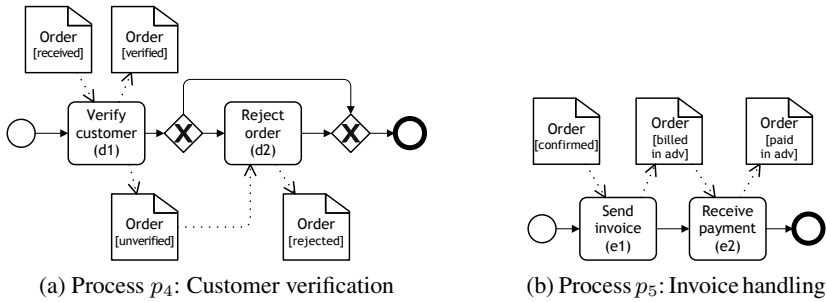 Order
[received]
Order
[verified]
Verify
customer
(d1)
X
Reject
order
(d2)
X
Order
[unverified]
Order
[rejected]
(a) Process p4: Customer verification
Order
[confirmed]
Order
[billed
in adv]
Order
[paid
in adv]
Send
invoice
(e1)
Receive
payment
(e2)
(b) Process p5: Invoice handling